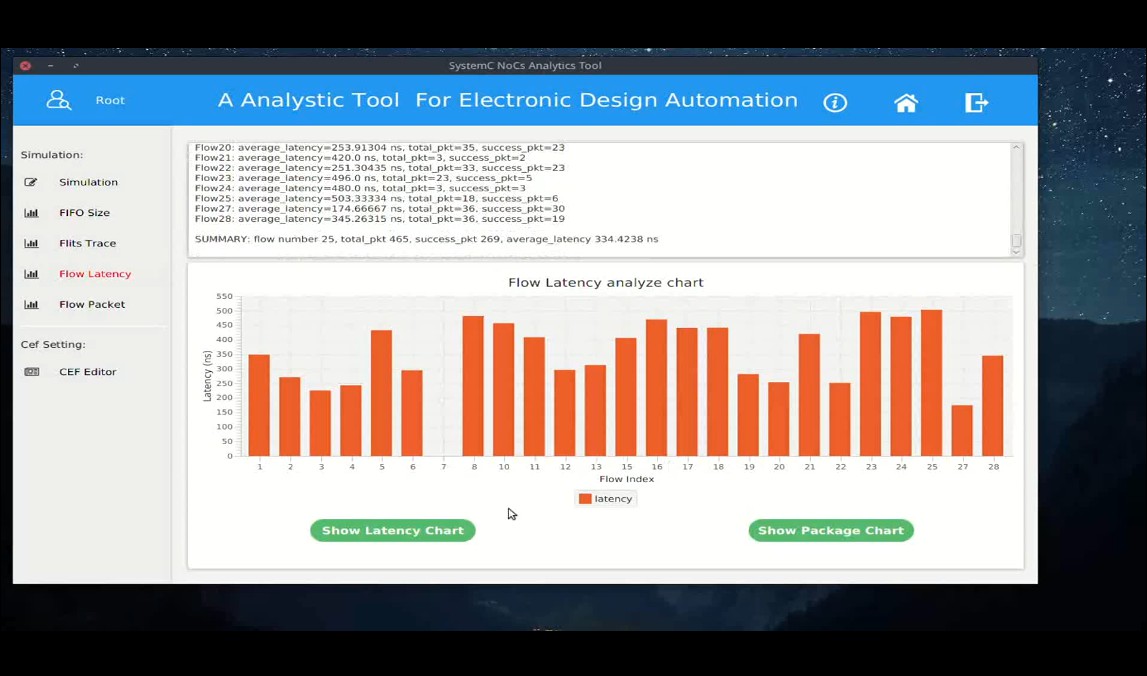 SystemC NoCs Analytics Tool
Root
A Analystic Tool For Electronic Design Automation
Simulation:
Simulation
FIFO Size
Flits Trace
Flow Latency
Flow Packet
Cef Setting:
CEF Editor
Flow20: average_latency=253.91304 ns, total_pkt=35, success_pkt=23
Flow21: average_latency=420.0 ns, total_pkt=3, success_pkt=2
Flow22: average_latency=251.30435 ns, total_pkt=33, success_pkt=23
Flow23: average_latency=496.0 ns, total_pkt=23, success_pkt=5
Flow24: average_latency=480.0 ns, total_pkt=3, success_pkt=3
Flow25: average_latency=503.33334 ns, total_pkt=18, success_pkt=6
Flow27: average_latency=174.66667 ns, total_pkt=36, success_pkt=30
Flow28: average_latency=345.26315 ns, total_pkt=36, success_pkt=19
SUMMARY: flow number 25, total_pkt 465, success_pkt 269, average_latency 334.4238 ns
Flow Latency analyze chart
Latency (ns)
550
500
450
400
350
300
250
200
150
100
50
0
1 2 3 4 5 6 7 8 10 11 12 13 15 16 17 18 19 20 21 22 23 24 25 27 28
Flow Index
latency
Show Latency Chart
Show Package Chart